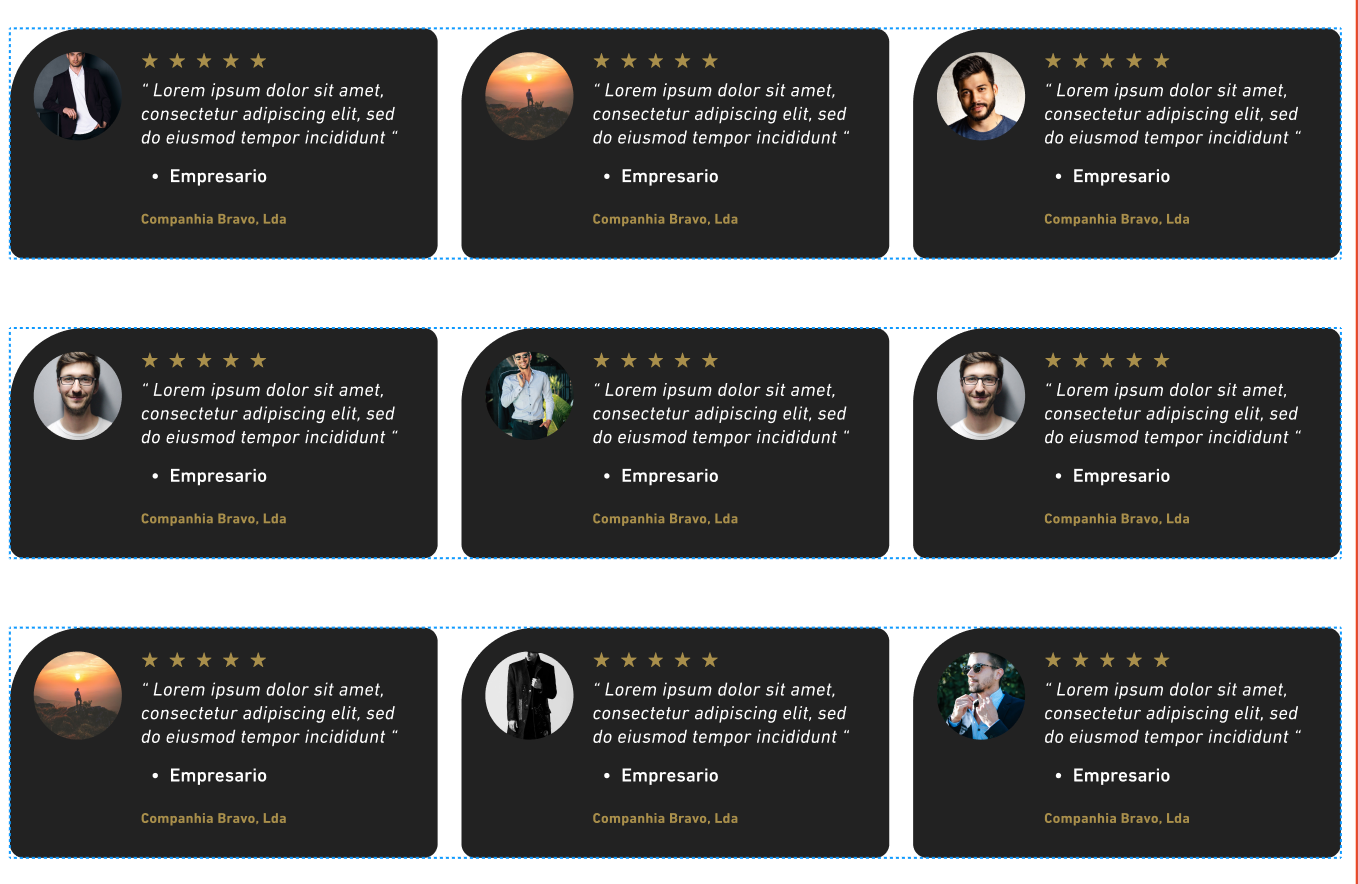 “ Lorem ipsum dolor sit amet,
consectetur adipiscing elit, sed
do eiusmod tempor incididunt “
• Empresario
Companhia Bravo, Lda
“ Lorem ipsum dolor sit amet,
consectetur adipiscing elit, sed
do eiusmod tempor incididunt “
• Empresario
Companhia Bravo, Lda
“ Lorem ipsum dolor sit amet,
consectetur adipiscing elit, sed
do eiusmod tempor incididunt “
• Empresario
Companhia Bravo, Lda
“ Lorem ipsum dolor sit amet,
consectetur adipiscing elit, sed
do eiusmod tempor incididunt “
• Empresario
Companhia Bravo, Lda
“ Lorem ipsum dolor sit amet,
consectetur adipiscing elit, sed
do eiusmod tempor incididunt “
• Empresario
Companhia Bravo, Lda
“ Lorem ipsum dolor sit amet,
consectetur adipiscing elit, sed
do eiusmod tempor incididunt “
• Empresario
Companhia Bravo, Lda
“ Lorem ipsum dolor sit amet,
consectetur adipiscing elit, sed
do eiusmod tempor incididunt “
• Empresario
Companhia Bravo, Lda
“ Lorem ipsum dolor sit amet,
consectetur adipiscing elit, sed
do eiusmod tempor incididunt “
• Empresario
Companhia Bravo, Lda
“ Lorem ipsum dolor sit amet,
consectetur adipiscing elit, sed
do eiusmod tempor incididunt “
• Empresario
Companhia Bravo, Lda